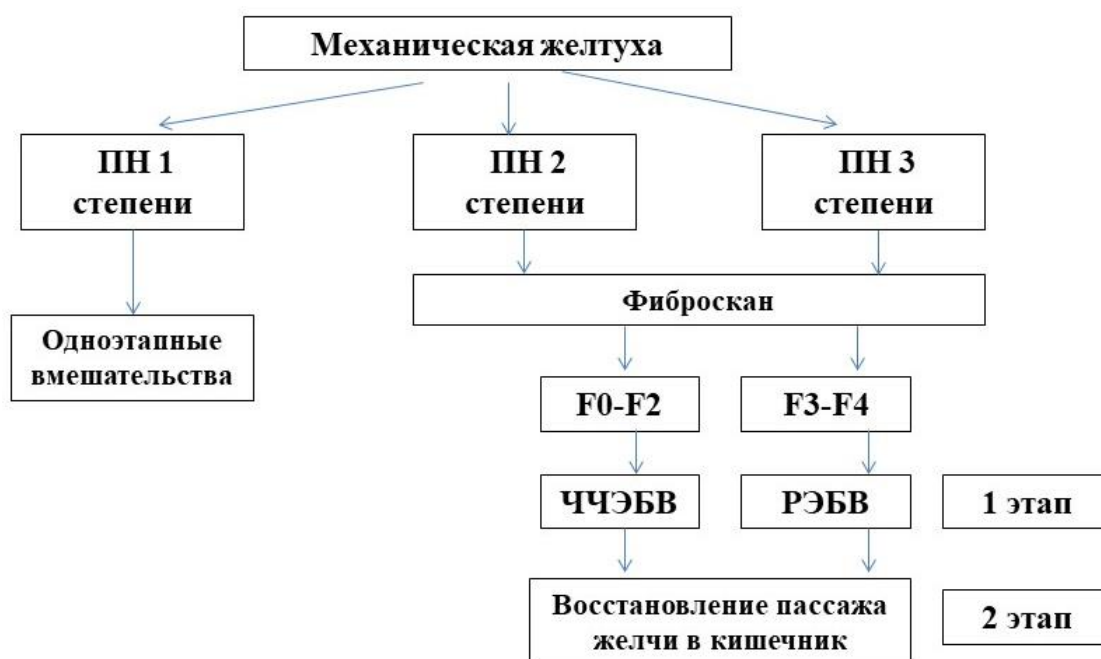 Механическая желтуха
ПН 1
степени
ПН 2
степени
ПН 3
степени
Фиброскан
Одноэтапные
вмешательства
F0-F2
F3-F4
ЧЧЭБВ
РЭБВ
1 этап
Восстановление пассажа
желчи в кишечник
2 этап